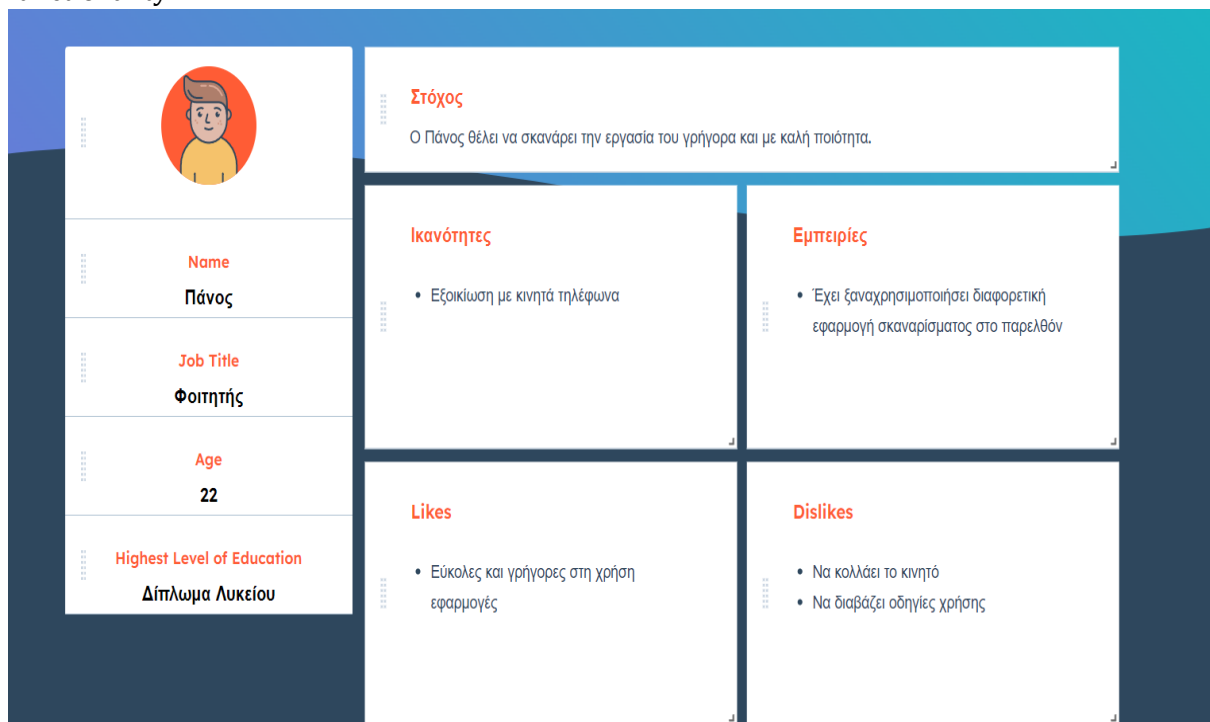 Στόχος
Ο Πάνος θέλει να σκανάρει την εργασία του γρήγορα και με καλή ποιότητα.
Name
Πάνος
Job Title
Φοιτητής
Age
22
Highest Level of Education
Δίπλωμα Λυκείου
Ικανότητες
• Εξοικίωση με κινητά τηλέφωνα
Εμπειρίες
• Έχει ξαναχρησιμοποιήσει διαφορετική
εφαρμογή σκαναρίσματος στο παρελθόν
Likes
• Εύκολες και γρήγορες στη χρήση
εφαρμογές
Dislikes
• Να κολλάει το κινητό
• Να διαβάζει οδηγίες χρήσης